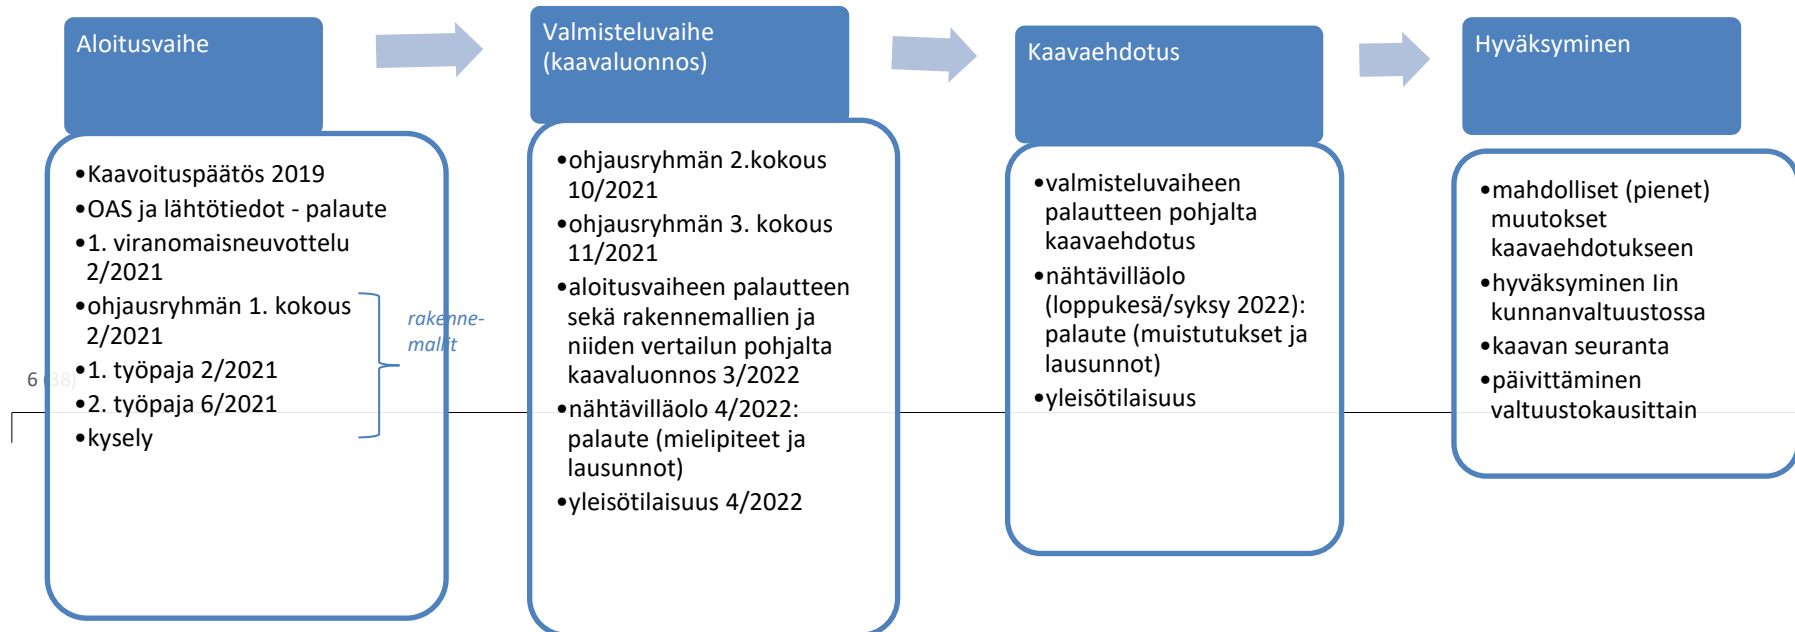 Aloitusvaihe
•Kaavoituspäätös 2019
•OAS ja lähtötiedot - palaute
•1. viranomaisneuvottelu
2/2021
•ohjausryhmän 1. kokous
2/2021
•1. työpaja 2/2021
•2. työpaja 6/2021
•kysely
rakenne-
mallit
6 (38)
Valmisteluvaihe
(kaavaluonnos)
•ohjausryhmän 2.kokous
10/2021
•ohjausryhmän 3. kokous
11/2021
•aloitusvaiheen palautteen
sekä rakennemallien ja
niiden vertailun pohjalta
kaavaluonnos 3/2022
•nähtävilläolo 4/2022:
palaute (mielipiteet ja
lausunnot)
•yleisötilaisuus 4/2022
Kaavaehdotus
•valmisteluvaiheen
palautteen pohjalta
kaavaehdotus
•nähtävilläolo
(loppukesä/syksy 2022):
palaute (muistutukset ja
lausunnot)
•yleisötilaisuus
Hyväksyminen
•mahdolliset (pienet)
muutokset
kaavaehdotukseen
•hyväksyminen Iin
kunnanvaltuustossa
•kaavan seuranta
•päivittäminen
valtuustokausittain